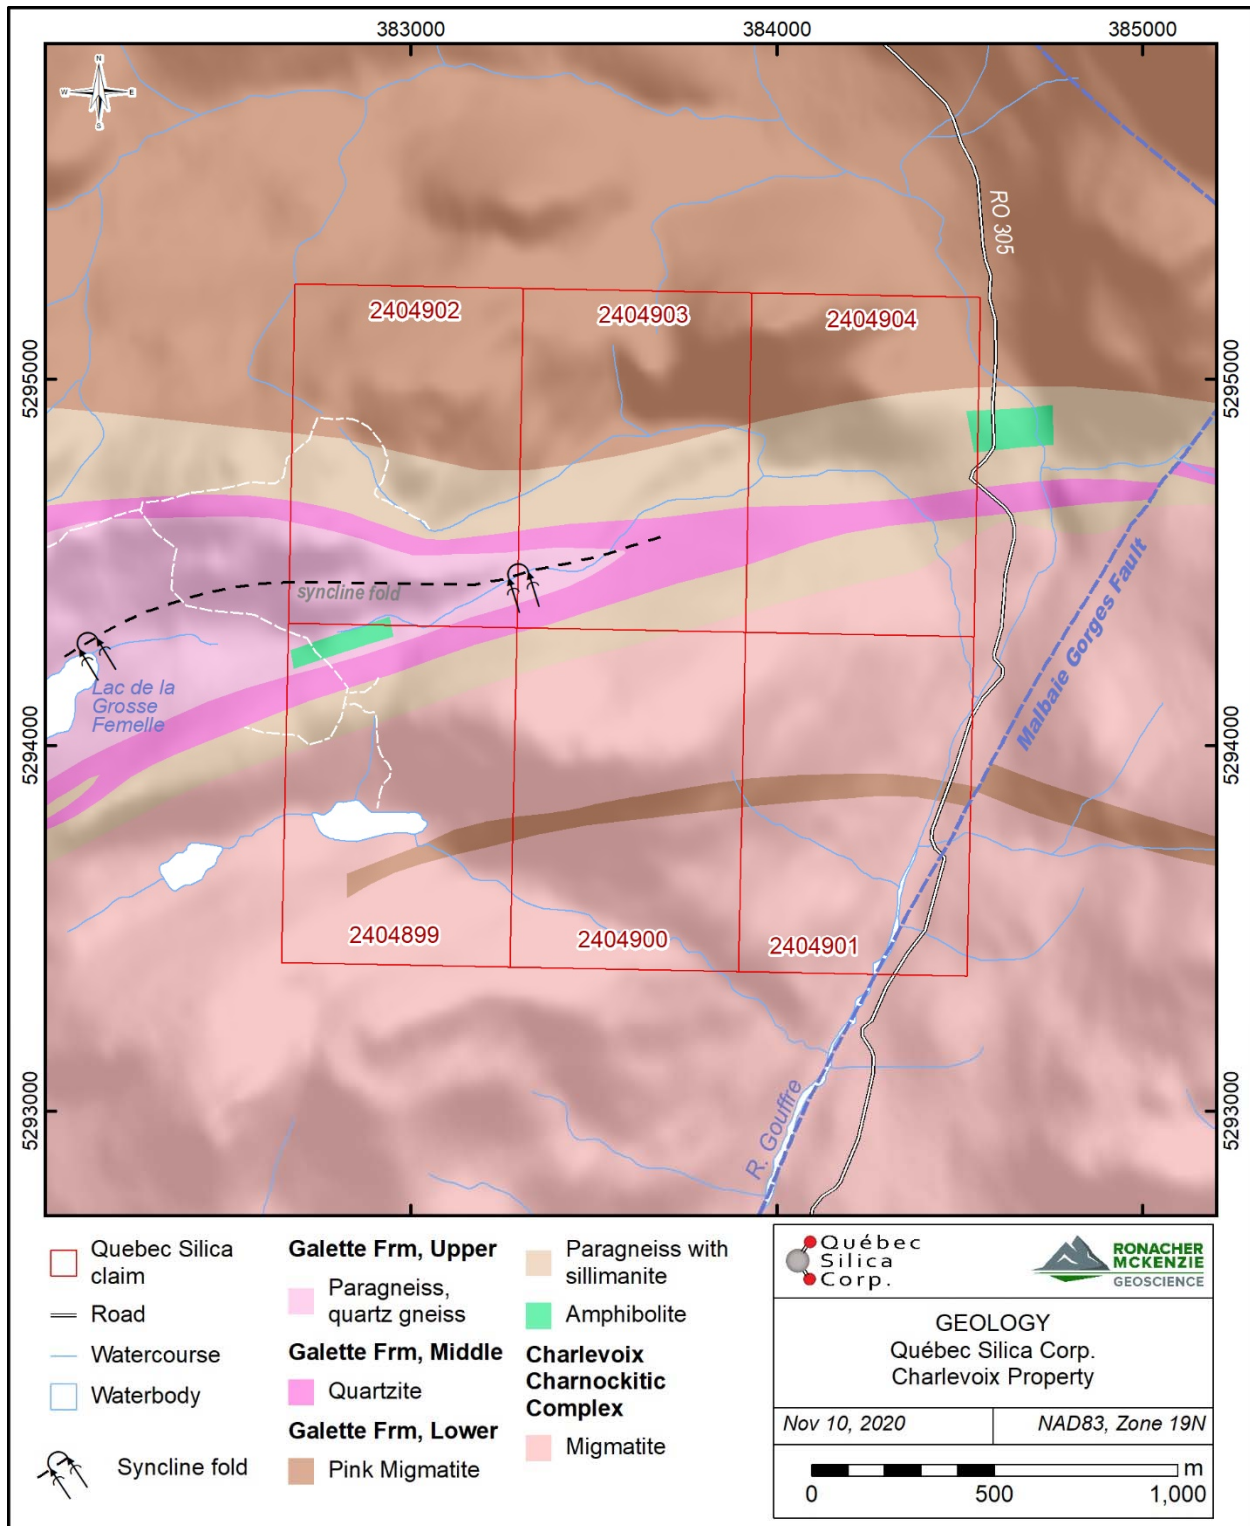 383000
384000
385000
N
W
E
S
RO 305
2404902
2404903
2404904
5295000
5295000
syncline fold
Lac de la
Grosse
Femelle
Malbaie Gorges Fault
5294000
5294000
2404899
2404900
2404901
R. Gouffre
5293000
5293000
Quebec Silica
claim
Road
Watercourse
Waterbody
Syncline fold
Galette Frm, Upper
Paragneiss,
quartz gneiss
Galette Frm, Middle
Quartzite
Galette Frm, Lower
Pink Migmatite
Paragneiss with
sillimanite
Amphibolite
Charlevoix
Charnockitic
Complex
Migmatite
Québec
Silica
Corp.
RONACHER
MCKENZIE
GEOSCIENCE
GEOLOGY
Québec Silica Corp.
Charlevoix Property
Nov 10, 2020
NAD83, Zone 19N
m
0 500 1,000